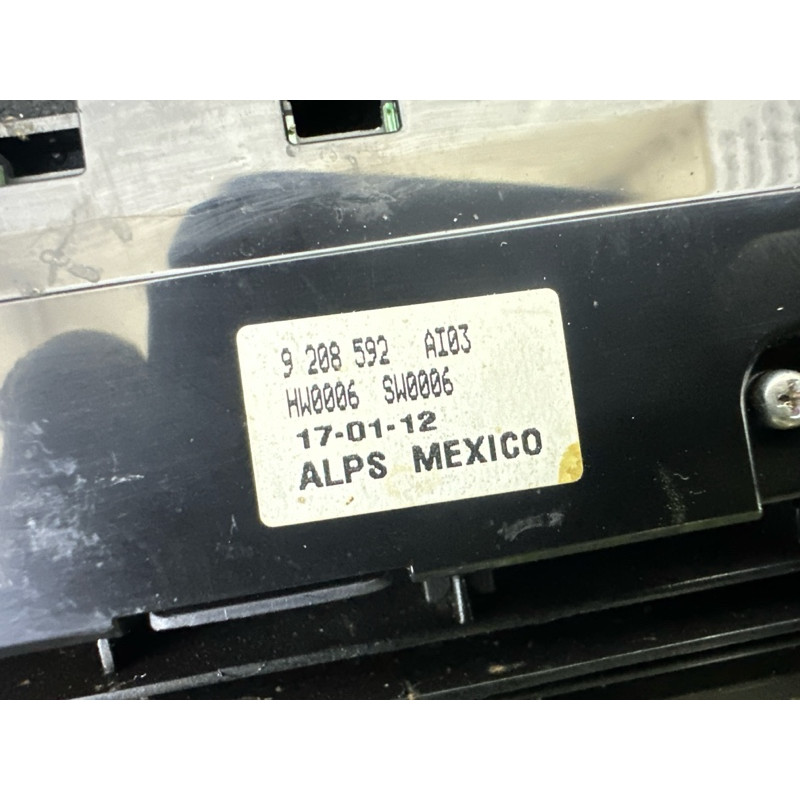 9 208 592 AI03
HW0006 SW0006
17-01-12
ALPS MEXICO